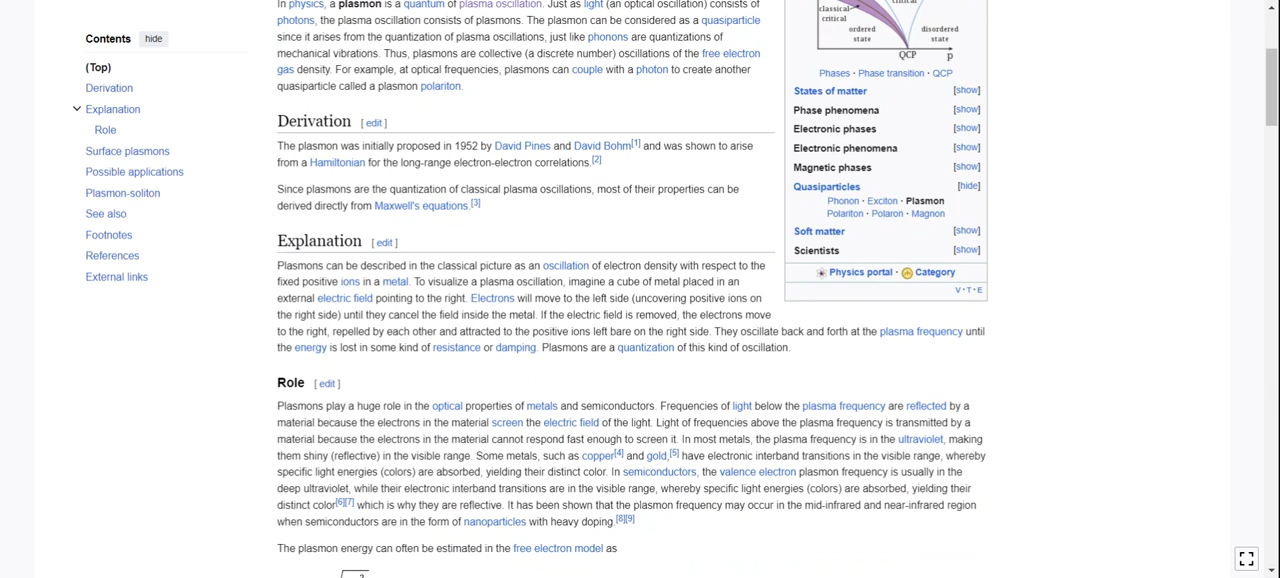 Contents hide
(Top)
Derivation
Explanation
Role
Surface plasmons
Possible applications
Plasmon-soliton
See also
Footnotes
References
External links
In physics, a plasmon is a quantum of plasma oscillation. Just as light (an optical oscillation) consists of
photons, the plasma oscillation consists of plasmons. The plasmon can be considered as a quasiparticle
since it arises from the quantization of plasma oscillations, just like phonons are quantizations of
mechanical vibrations. Thus, plasmons are collective (a discrete number) oscillations of the free electron
gas density. For example, at optical frequencies, plasmons can couple with a photon to create another
quasiparticle called a plasmon polariton.
Derivation [ edit ]
The plasmon was initially proposed in 1952 by David Pines and David Bohm[1] and was shown to arise
from a Hamiltonian for the long-range electron-electron correlations.[2]
Since plasmons are the quantization of classical plasma oscillations, most of their properties can be
derived directly from Maxwell's equations.[3]
Explanation [ edit ]
Plasmons can be described in the classical picture as an oscillation of electron density with respect to the
fixed positive ions in a metal. To visualize a plasma oscillation, imagine a cube of metal placed in an
external electric field pointing to the right. Electrons will move to the left side (uncovering positive ions on
the right side) until they cancel the field inside the metal. If the electric field is removed, the electrons move
to the right, repelled by each other and attracted to the positive ions left bare on the right side. They oscillate back and forth at the plasma frequency until
the energy is lost in some kind of resistance or damping. Plasmons are a quantization of this kind of oscillation.
Role [ edit ]
Plasmons play a huge role in the optical properties of metals and semiconductors. Frequencies of light below the plasma frequency are reflected by a
material because the electrons in the material screen the electric field of the light. Light of frequencies above the plasma frequency is transmitted by a
material because the electrons in the material cannot respond fast enough to screen it. In most metals, the plasma frequency is in the ultraviolet, making
them shiny (reflective) in the visible range. Some metals, such as copper[4] and gold,[5] have electronic interband transitions in the visible range, whereby
specific light energies (colors) are absorbed, yielding their distinct color. In semiconductors, the valence electron plasmon frequency is usually in the
deep ultraviolet, while their electronic interband transitions are in the visible range, whereby specific light energies (colors) are absorbed, yielding their
distinct color[6][7] which is why they are reflective. It has been shown that the plasmon frequency may occur in the mid-infrared and near-infrared region
when semiconductors are in the form of nanoparticles with heavy doping.[8][9]
The plasmon energy can often be estimated in the free electron model as
2
classical
critical
critical
ordered
state
disordered
state
QCP
p
Phases · Phase transition · QCP
States of matter [show]
Phase phenomena [show]
Electronic phases [show]
Electronic phenomena [show]
Magnetic phases [show]
Quasiparticles [hide]
Phonon · Exciton · Plasmon
Polariton · Polaron · Magnon
Soft matter [show]
Scientists [show]
Physics portal · Category
V·T·E